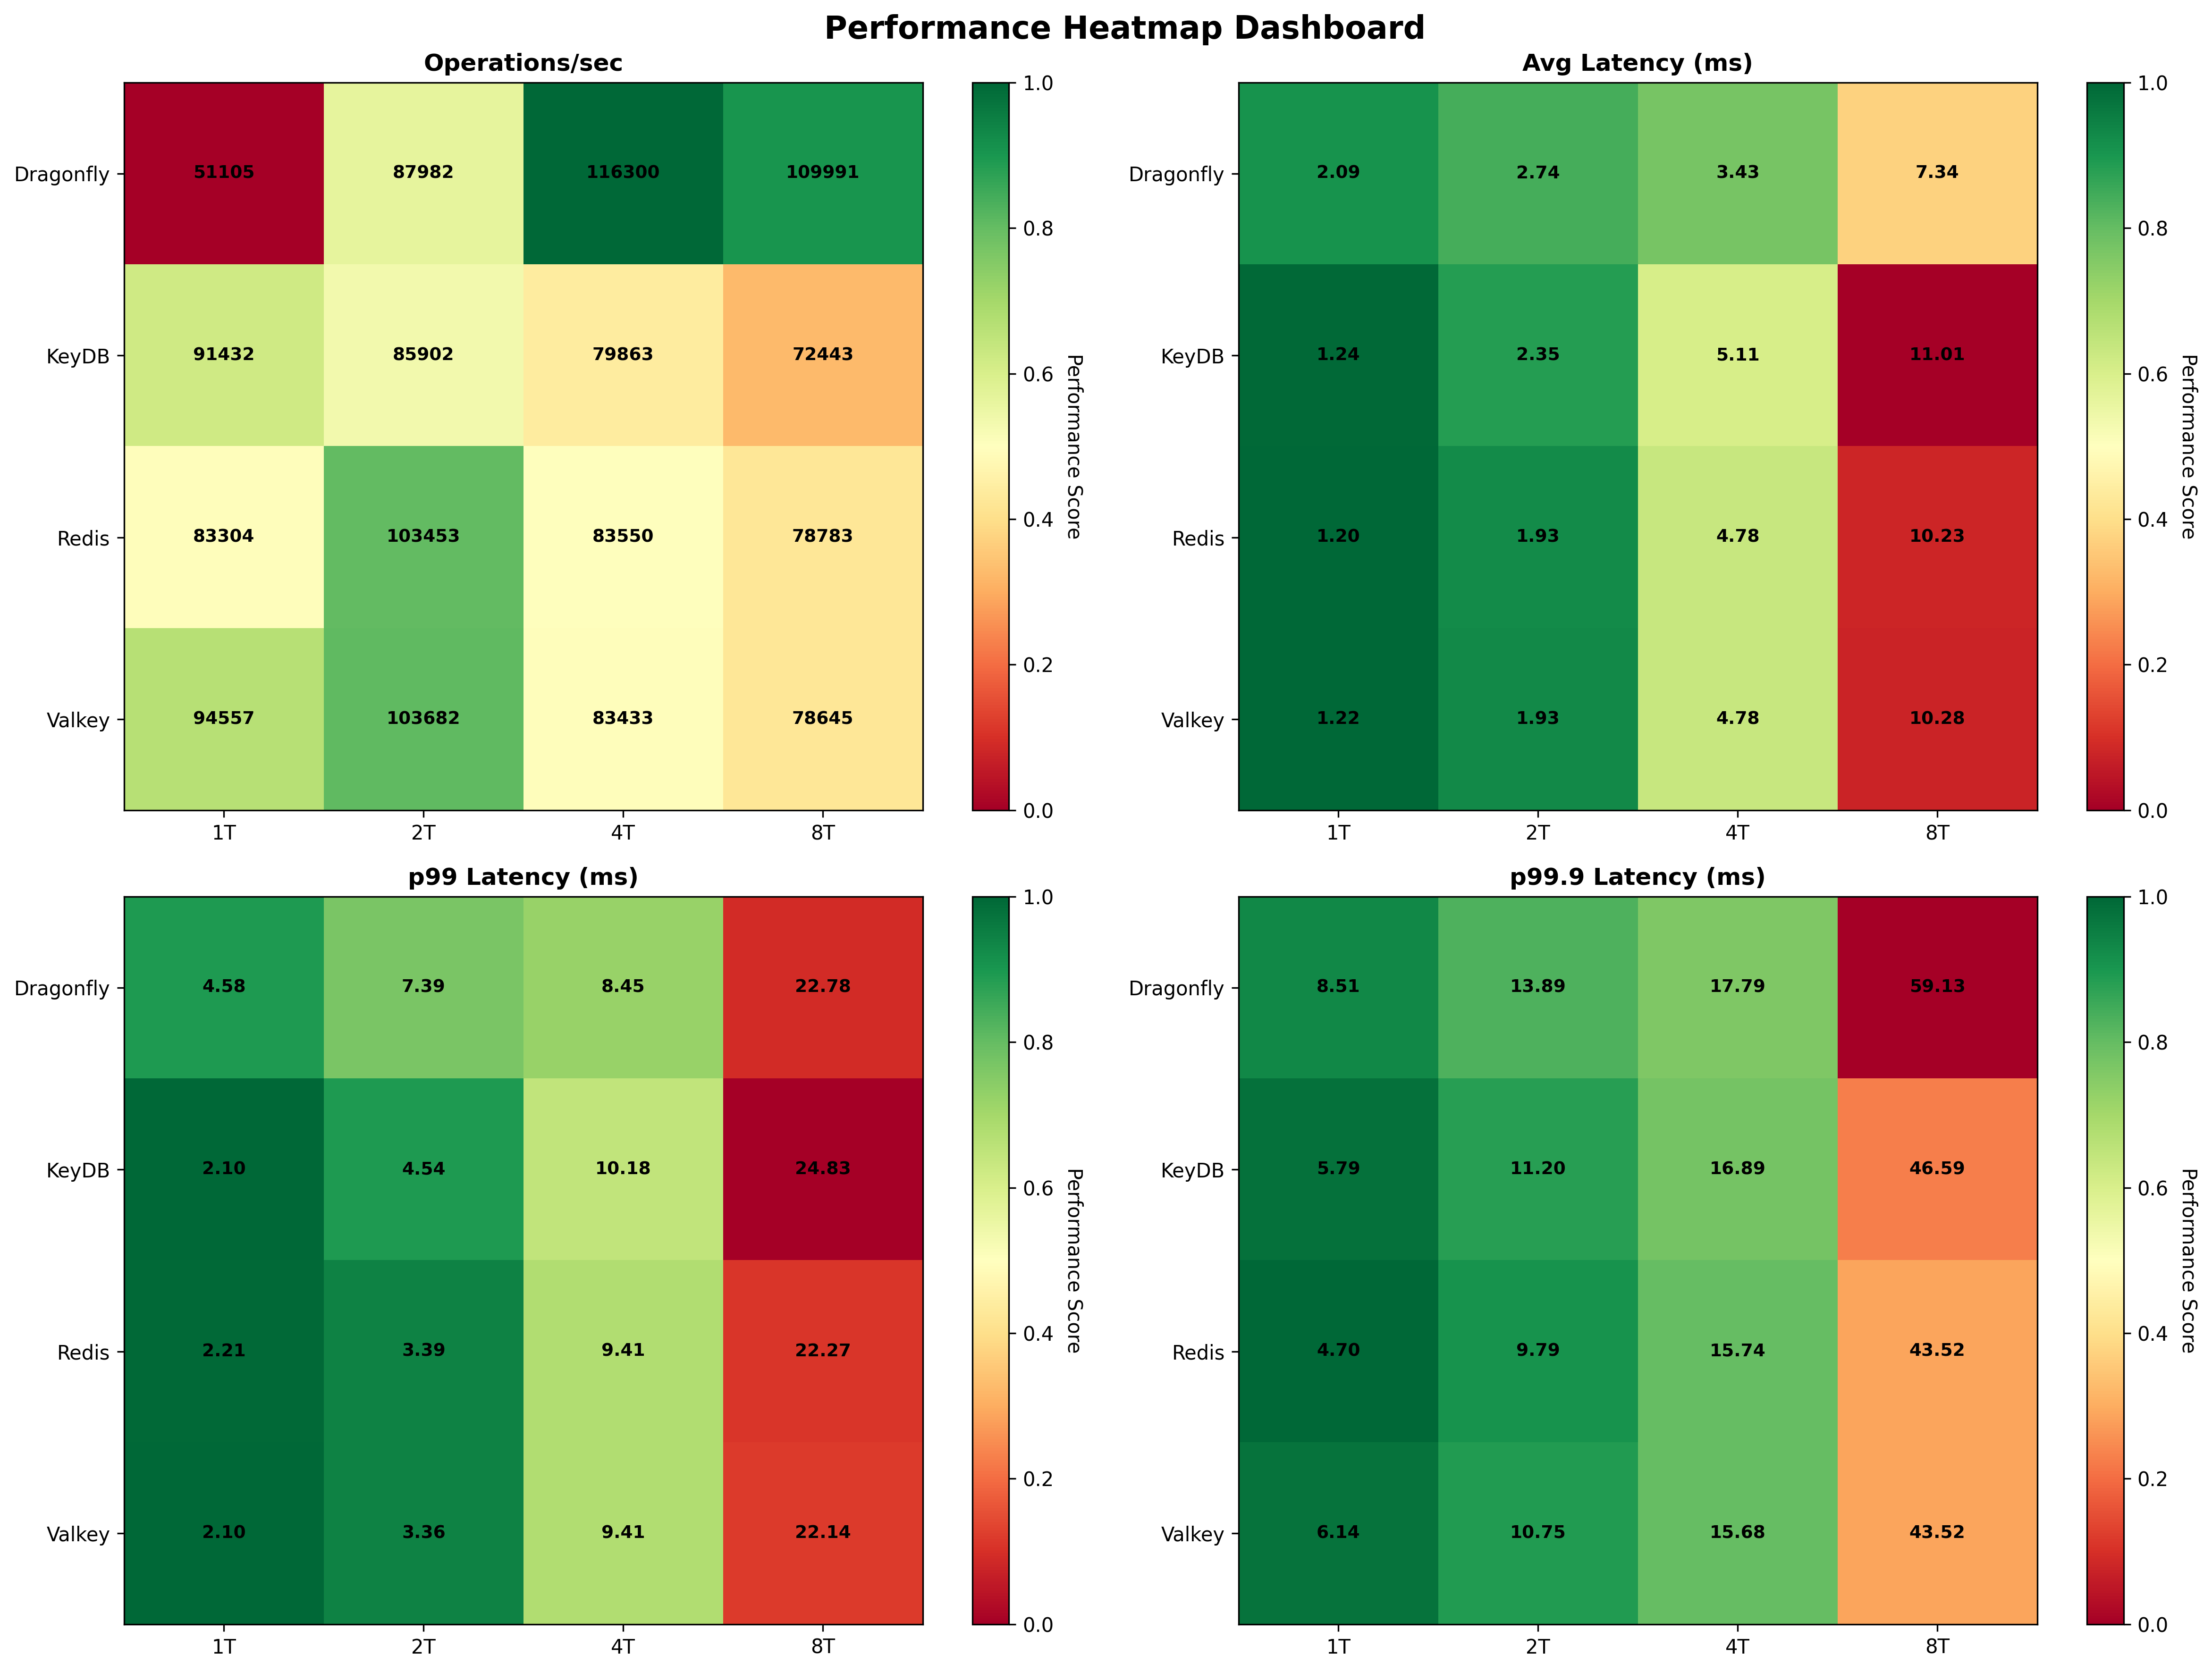 Performance Heatmap Dashboard
Operations/sec
Dragonfly 51105 87982 116300 109991
KeyDB 91432 85902 79863 72443
Redis 83304 103453 83550 78783
Valkey 94557 103682 83433 78645
1T 2T 4T 8T
1.0
0.8
0.6
0.4
0.2
0.0
Performance Score
Avg Latency (ms)
Dragonfly 2.09 2.74 3.43 7.34
KeyDB 1.24 2.35 5.11 11.01
Redis 1.20 1.93 4.78 10.23
Valkey 1.22 1.93 4.78 10.28
1T 2T 4T 8T
1.0
0.8
0.6
0.4
0.2
0.0
Performance Score
p99 Latency (ms)
Dragonfly 4.58 7.39 8.45 22.78
KeyDB 2.10 4.54 10.18 24.83
Redis 2.21 3.39 9.41 22.27
Valkey 2.10 3.36 9.41 22.14
1T 2T 4T 8T
1.0
0.8
0.6
0.4
0.2
0.0
Performance Score
p99.9 Latency (ms)
Dragonfly 8.51 13.89 17.79 59.13
KeyDB 5.79 11.20 16.89 46.59
Redis 4.70 9.79 15.74 43.52
Valkey 6.14 10.75 15.68 43.52
1T 2T 4T 8T
1.0
0.8
0.6
0.4
0.2
0.0
Performance Score